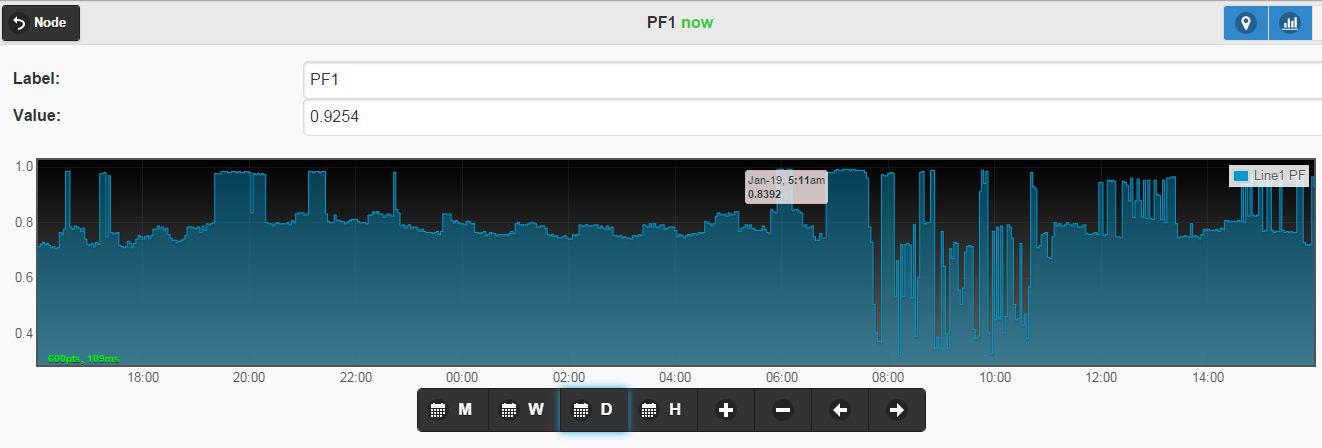 Node
PF1 now
Label:
PF1
Value:
0.9254
1.0
0.8
0.6
0.4
Jan-19, 5:11am
0.8392
Line1 PF
600pts, 109ms
18:00 20:00 22:00 00:00 02:00 04:00 06:00 08:00 10:00 12:00 14:00
M W D H